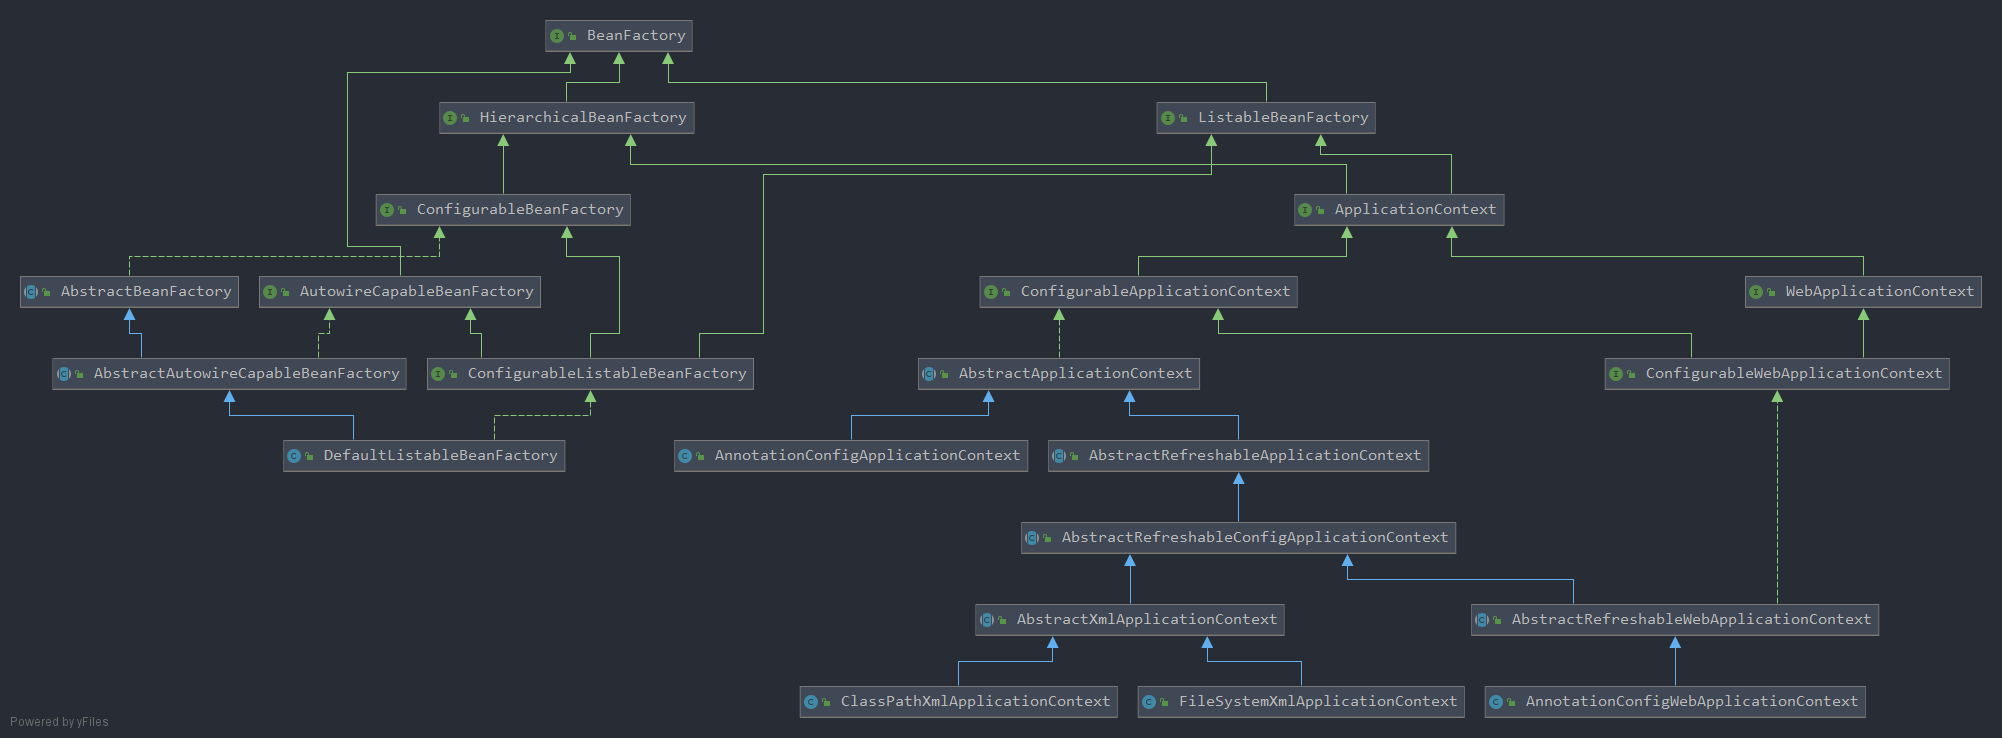 BeanFactory
HierarchicalBeanFactory
ListableBeanFactory
ConfigurableBeanFactory
ApplicationContext
AbstractBeanFactory
AutowireCapableBeanFactory
ConfigurableApplicationContext
WebApplicationContext
AbstractAutowireCapableBeanFactory
ConfigurableListableBeanFactory
AbstractApplicationContext
ConfigurableWebApplicationContext
DefaultListableBeanFactory
AnnotationConfigApplicationContext
AbstractRefreshableApplicationContext
AbstractRefreshableConfigApplicationContext
AbstractXmlApplicationContext
AbstractRefreshableWebApplicationContext
ClassPathXmlApplicationContext
FileSystemXmlApplicationContext
AnnotationConfigWebApplicationContext
Powered by yFiles